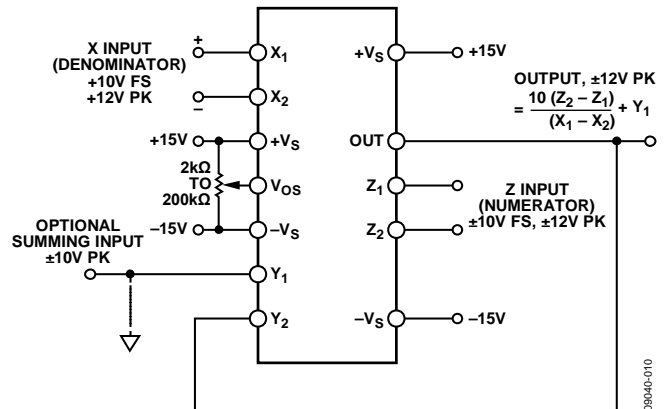 X INPUT
(DENOMINATOR)
+10V FS
+12V PK
+
–
+15V
2kΩ
TO
200kΩ
–15V
OPTIONAL
SUMMING INPUT
±10V PK
X1
X2
+VS
VOS
–VS
Y1
Y2
+VS
OUT
Z1
Z2
–VS
+15V
OUTPUT, ±12V PK
= 10 (Z2 – Z1) / (X1 – X2) + Y1
Z INPUT
(NUMERATOR)
±10V FS, ±12V PK
–15V
09040-010